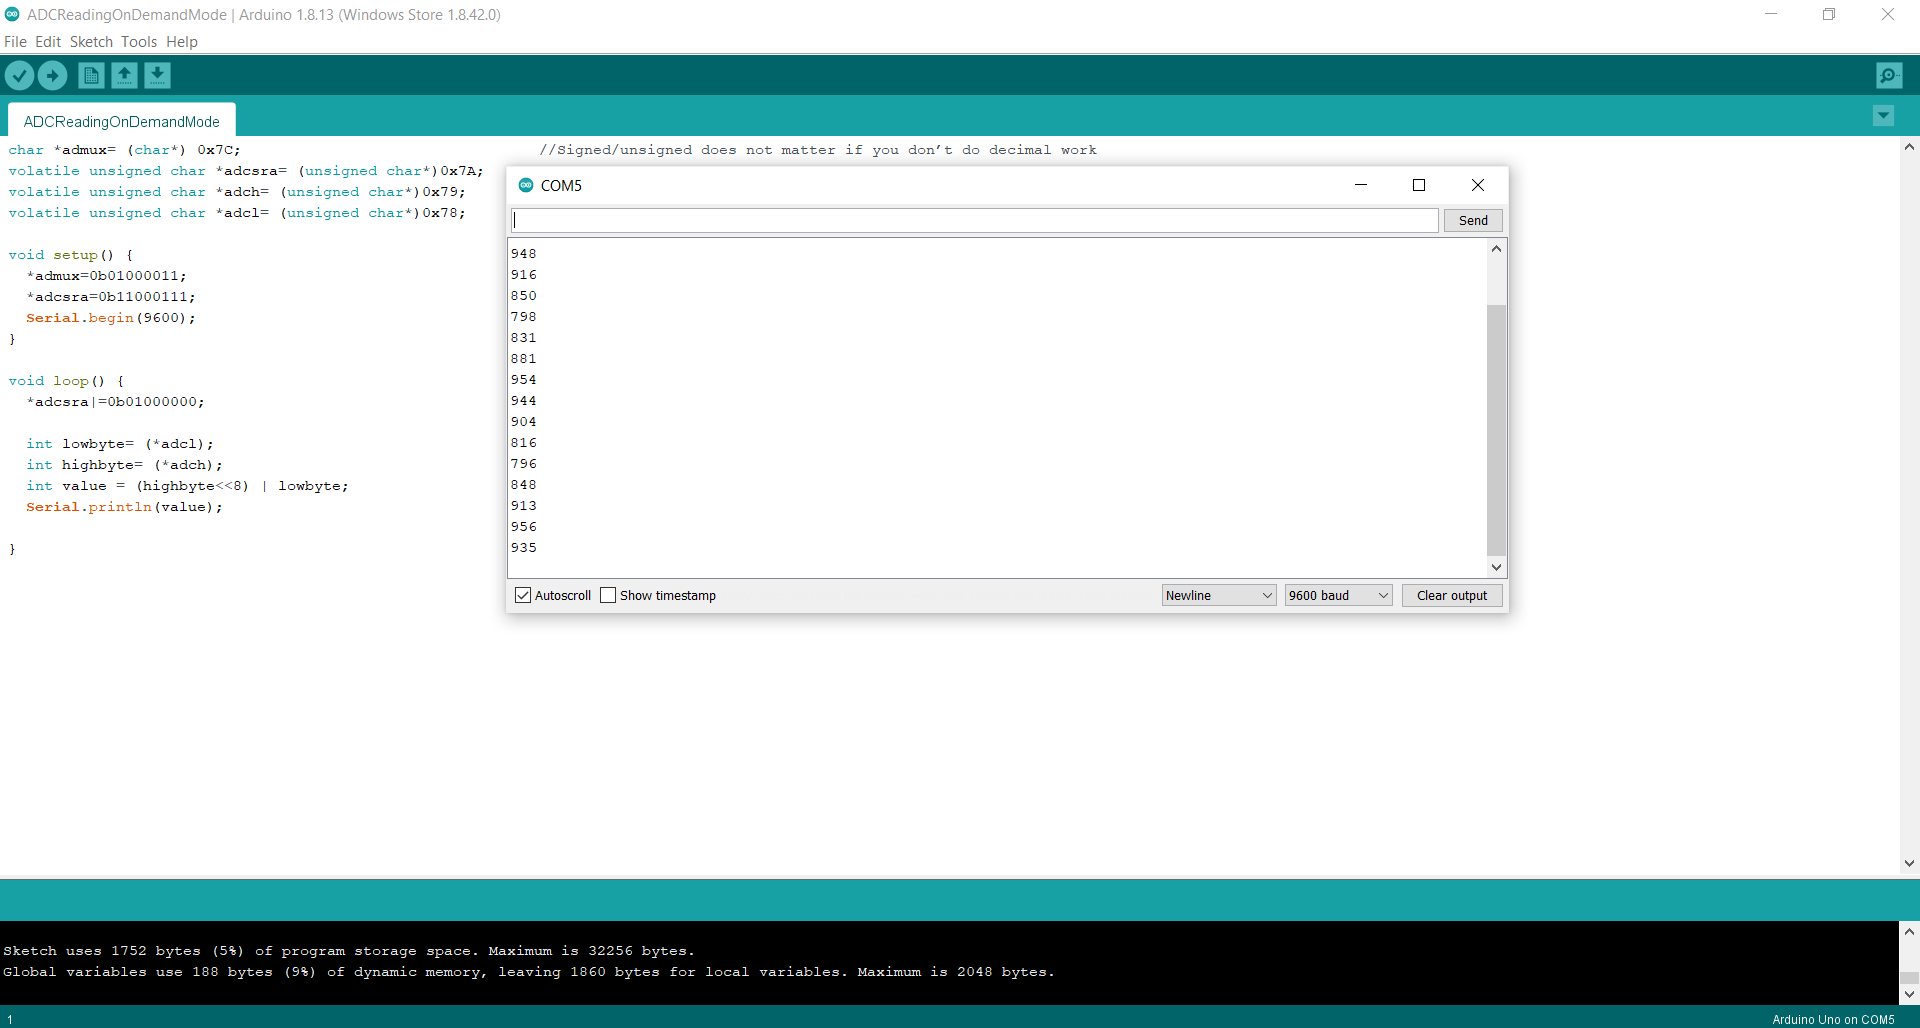 ADCReadingOnDemandMode | Arduino 1.8.13 (Windows Store 1.8.42.0)
File Edit Sketch Tools Help
ADCReadingOnDemandMode
char *admux= (char*) 0x7C; //Signed/unsigned does not matter if you don’t do decimal work
volatile unsigned char *adcsra= (unsigned char*)0x7A;
volatile unsigned char *adch= (unsigned char*)0x79;
volatile unsigned char *adcl= (unsigned char*)0x78;
void setup() {
*admux=0b01000011;
*adcsra=0b11000111;
Serial.begin(9600);
}
void loop() {
*adcsra|=0b01000000;
int lowbyte= (*adcl);
int highbyte= (*adch);
int value = (highbyte<<8) | lowbyte;
Serial.println(value);
}
COM5
Send
948
916
850
798
831
881
954
944
904
816
796
848
913
956
935
Autoscroll Show timestamp Newline 9600 baud Clear output
Sketch uses 1752 bytes (5%) of program storage space. Maximum is 32256 bytes.
Global variables use 188 bytes (9%) of dynamic memory, leaving 1860 bytes for local variables. Maximum is 2048 bytes.
1 Arduino Uno on COM5